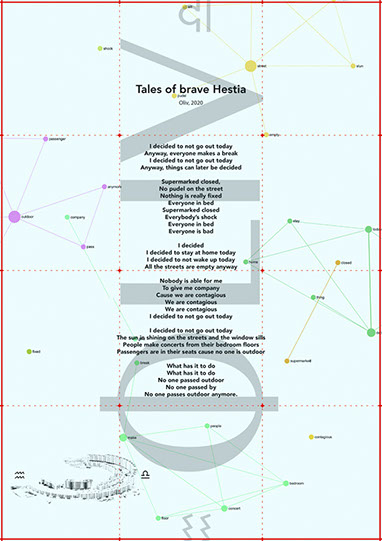 all
street
shook
stun
Tales of brave Hestia
Olliv, 2020
pudel
empty
I decided to not go out today
Anyway, everyone makes a break
I decided to not go out today
Anyway, things can later be decided
passenger
Supermarked closed,
No pudel on the street
Nothing is really fixed
Everyone in bed
Supermarked closed
Everybody's shock
Everyone in bed
Everyone is bad
anymore
outdoor
company
stay
pass
I decided
I decided to stay at home today
I decided to not wake up today
All the streets are empty anyway
home
closed
Nobody is able for me
To give me company
Cause we are contagious
We are contagious
We are contagious
I decided to not go out today
thing
I decided to not go out today
The sun in shining on the streets and the window sills
People make concerts from their bedroom floors
Passengers are in their seats cause no one is outdoor
fixed
break
supermarked
What has it to do
What has it to do
No one passed outdoor
No one passed by
No one passes outdoor anymore.
people
make
contagious
bedroom
concert
floor